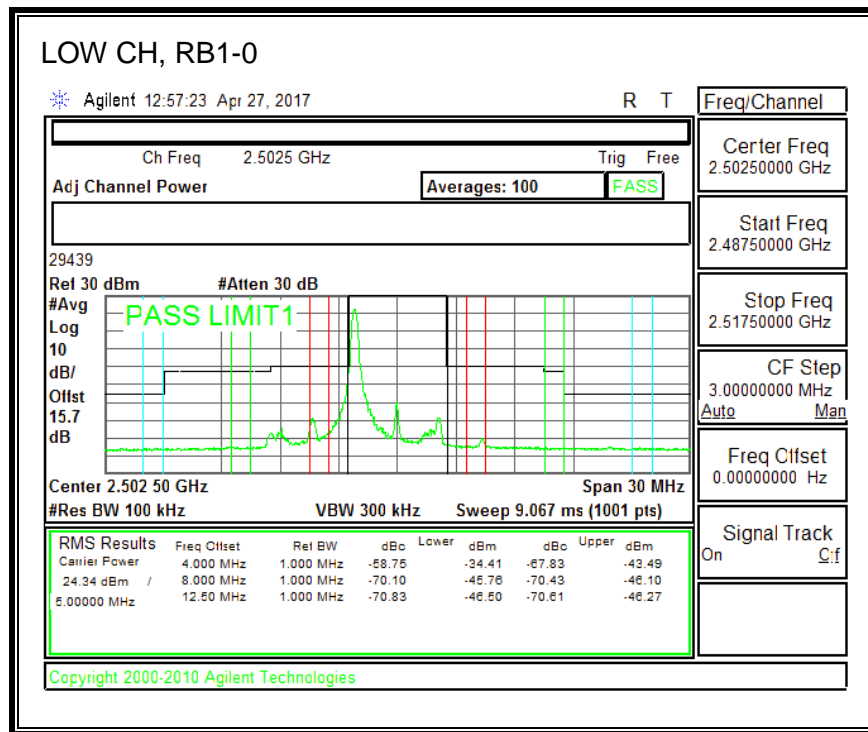 LOW CH, RB1-0
Agilent 12:57:23 Apr 27, 2017 R T
Freq/Channel
Ch Freq 2.5025 GHz Trig Free
Adj Channel Power Averages: 100 PASS
Center Freq
2.50250000 GHz
Start Freq
2.48750000 GHz
Stop Freq
2.51750000 GHz
CF Step
3.00000000 MHz
Auto Man
Freq Offset
0.00000000 Hz
Signal Track
On Off
29439
Ref 30 dBm #Atten 30 dB
#Avg
Log
10
dB/
Offst
15.7
dB
PASS LIMIT1
Center 2.502 50 GHz Span 30 MHz
#Res BW 100 kHz VBW 300 kHz Sweep 9.067 ms (1001 pts)
RMS Results Freq Offset Ref BW dBc Lower dBm dBc Upper dBm
Carrier Power 4.000 MHz 1.000 MHz -58.75 -34.41 -67.83 -43.49
24.34 dBm / 8.000 MHz 1.000 MHz -70.10 -45.76 -70.43 -46.10
5.00000 MHz 12.50 MHz 1.000 MHz -70.83 -46.50 -70.61 -46.27
Copyright 2000-2010 Agilent Technologies